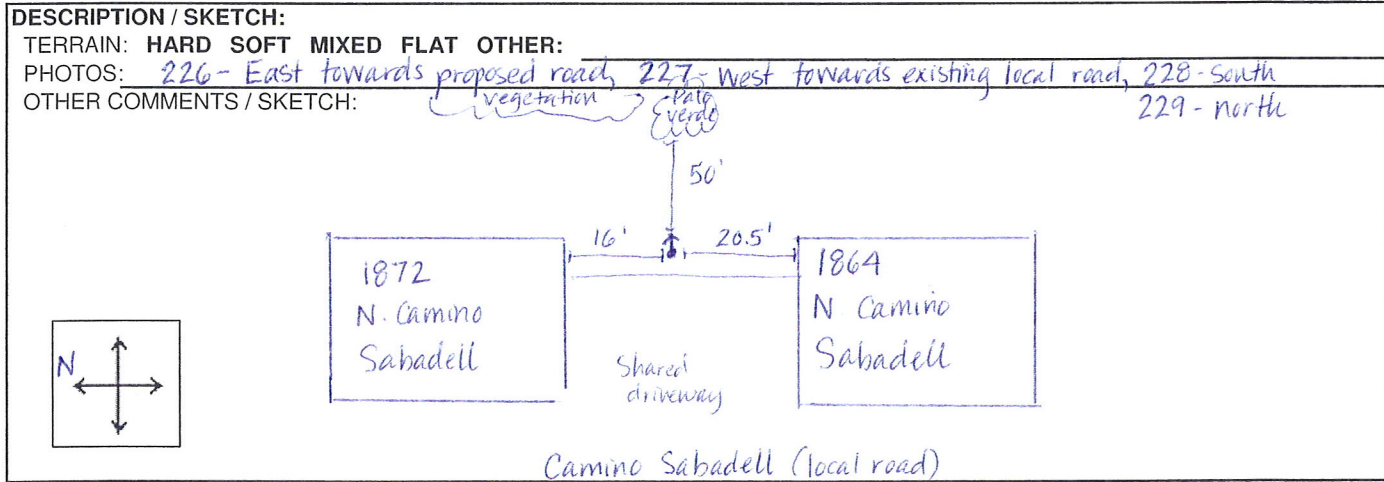 DESCRIPTION / SKETCH:
TERRAIN: HARD SOFT MIXED FLAT OTHER:
PHOTOS: 226 - East towards proposed road, 227 - West towards existing local road, 228 - South
229 - north
OTHER COMMENTS / SKETCH:
vegetation
Palo
verde
50'
16'
20.5'
1872
N. Camino
Sabadell
1864
N Camino
Sabadell
Shared
driveway
N
Camino Sabadell (local road)